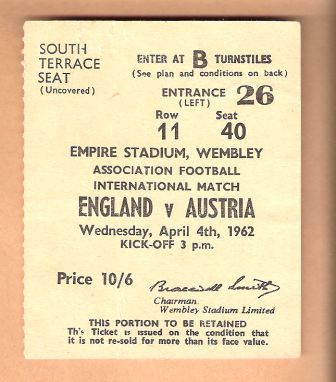 SOUTH
TERRACE
SEAT
(Uncovered)
ENTER AT B TURNSTILES
(See plan and conditions on back)
ENTRANCE 26
(LEFT)
Row Seat
11 40
EMPIRE STADIUM, WEMBLEY
ASSOCIATION FOOTBALL
INTERNATIONAL MATCH
ENGLAND v AUSTRIA
Wednesday, April 4th, 1962
KICK-OFF 3 p.m.
Price 10/6
Bracewell Smith
Chairman
Wembley Stadium Limited
THIS PORTION TO BE RETAINED
Th's Ticket is issued on the condition that
it is not re-sold for more than its face value.